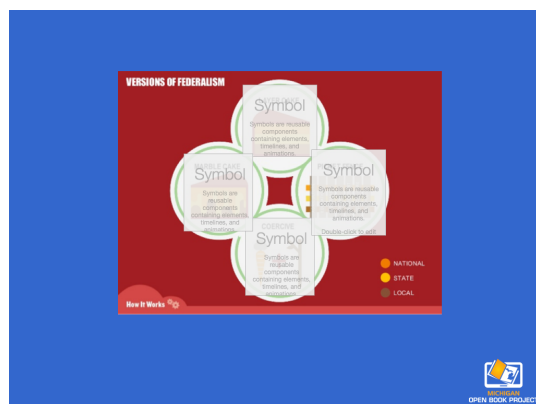 VERSIONS OF FEDERALISM
Symbol
Symbols are reusable
components
containing elements,
timelines, and
animations.
MARBLE CAKE
Symbol
Symbols are
reusable
components
containing elements,
timelines, and
animations.
Symbol
Symbols are reusable
components
containing elements,
timelines, and
animations.
Double-click to edit
COERCIVE
Symbol
Symbols are
reusable
components
containing elements,
timelines, and
animations.
NATIONAL
STATE
LOCAL
How It Works
MICHIGAN
OPEN BOOK PROJECT